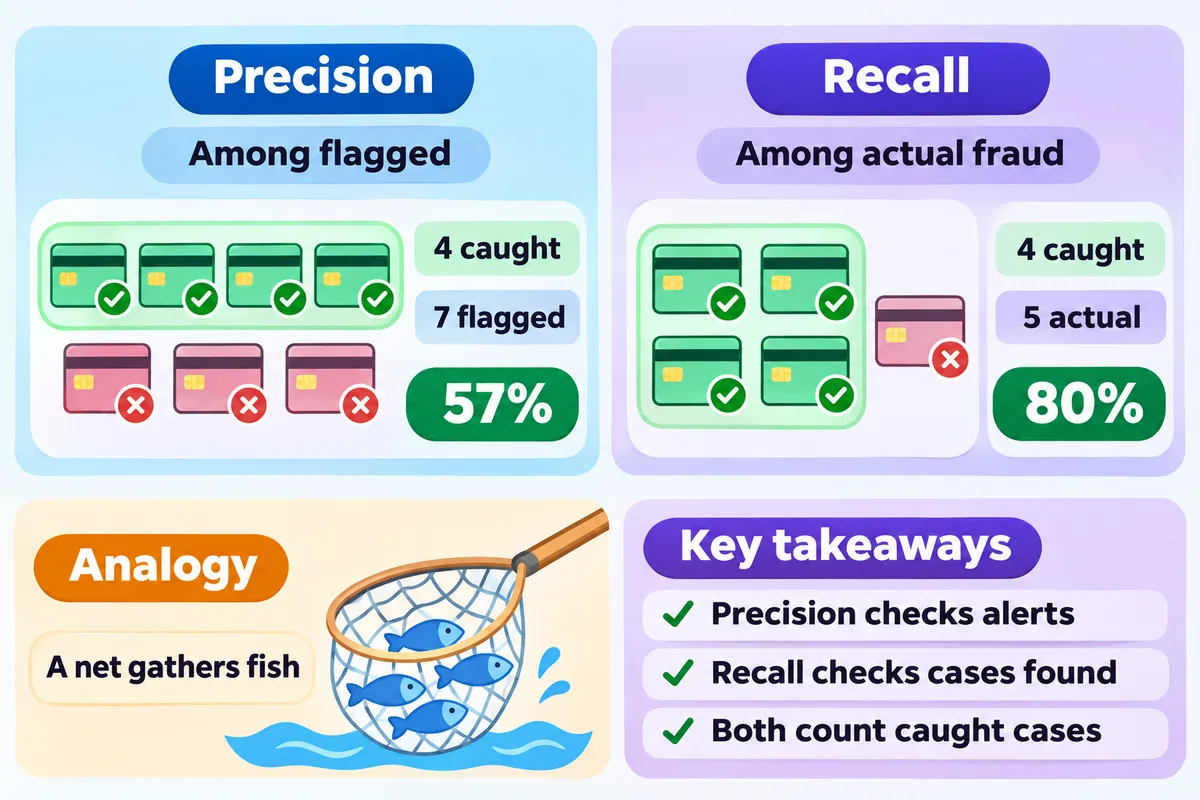 Precision
Among flagged
4 caught
7 flagged
57%
Recall
Among actual fraud
4 caught
5 actual
80%
Analogy
A net gathers fish
Key takeaways
Precision checks alerts
Recall checks cases found
Both count caught cases